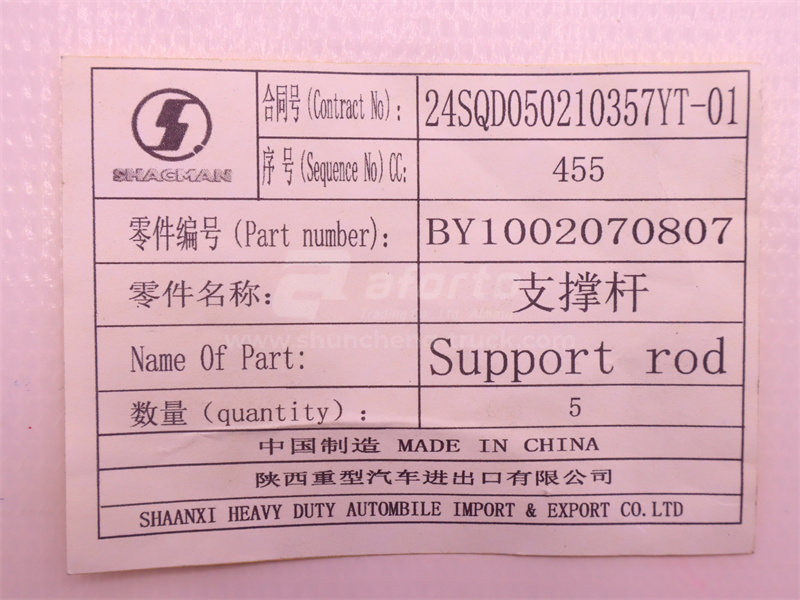 SHACMAN
合同号(Contract No): 24SQD050210357YT-01
序号(Sequence No)CC: 455
零件编号(Part number): BY1002070807
零件名称: 支撑杆
Name Of Part: Support rod
数量(quantity): 5
中国制造 MADE IN CHINA
陕西重型汽车进出口有限公司
SHAANXI HEAVY DUTY AUTOMBILE IMPORT & EXPORT CO.LTD